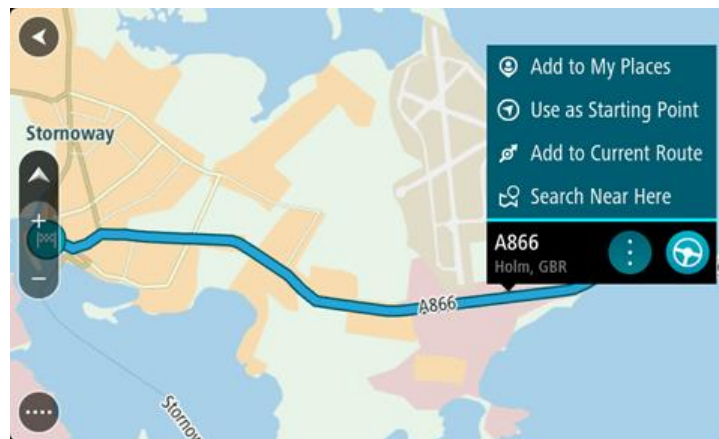 Stornoway
Add to My Places
Use as Starting Point
Add to Current Route
Search Near Here
A866
Holm, GBR
A866
Stornow